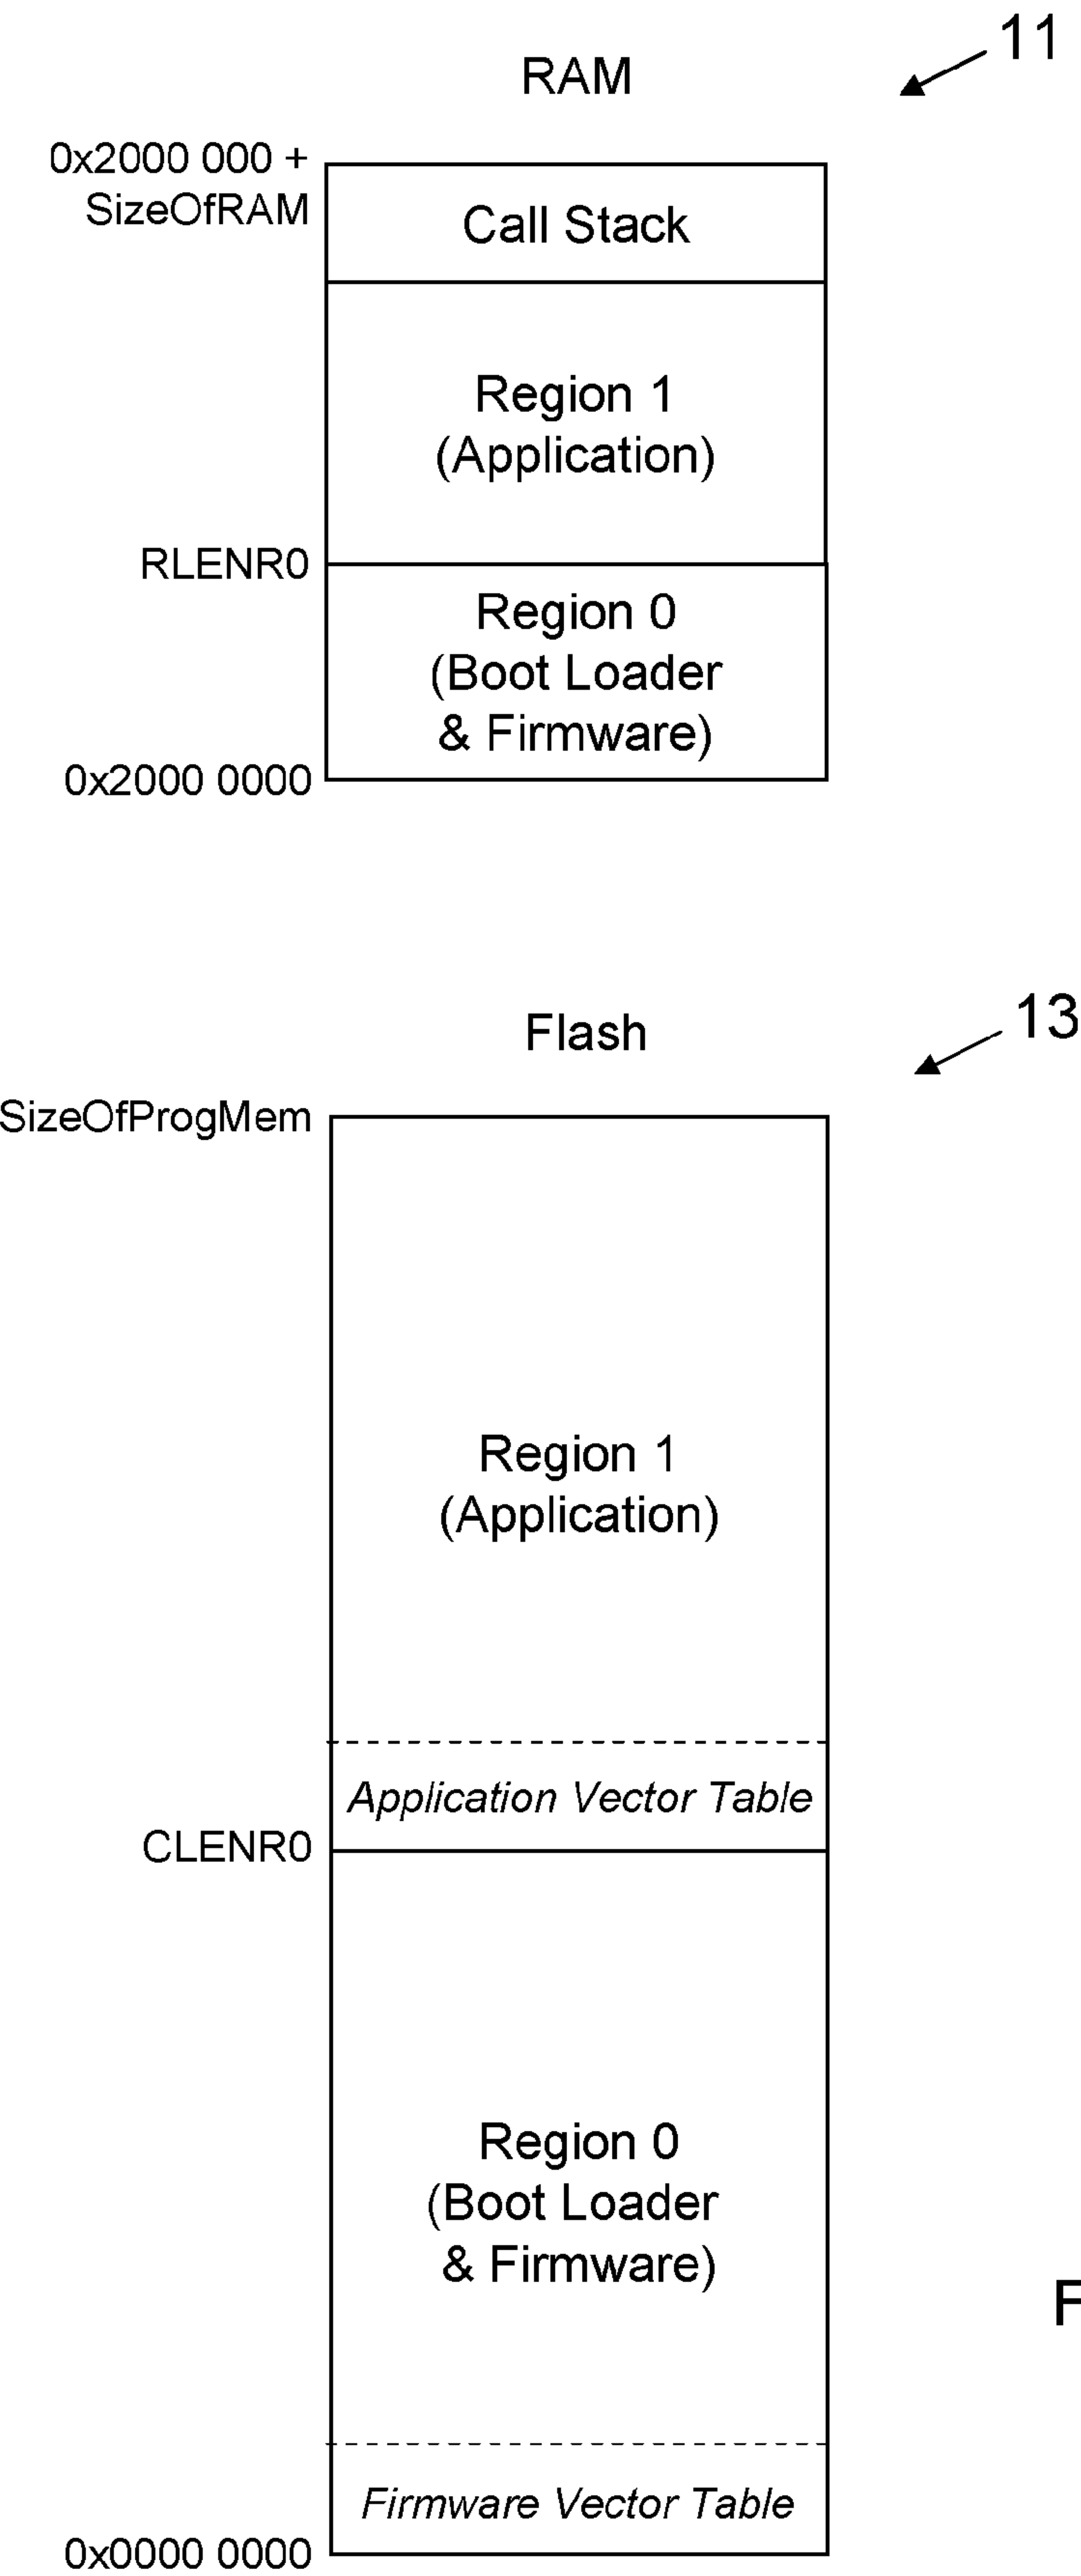 11
RAM
0x2000 000 +
SizeOfRAM
Call Stack
Region 1
(Application)
RLENR0
Region 0
(Boot Loader
& Firmware)
0x2000 0000
13
Flash
SizeOfProgMem
Region 1
(Application)
Application Vector Table
CLENR0
Region 0
(Boot Loader
& Firmware)
F
Firmware Vector Table
0x0000 0000